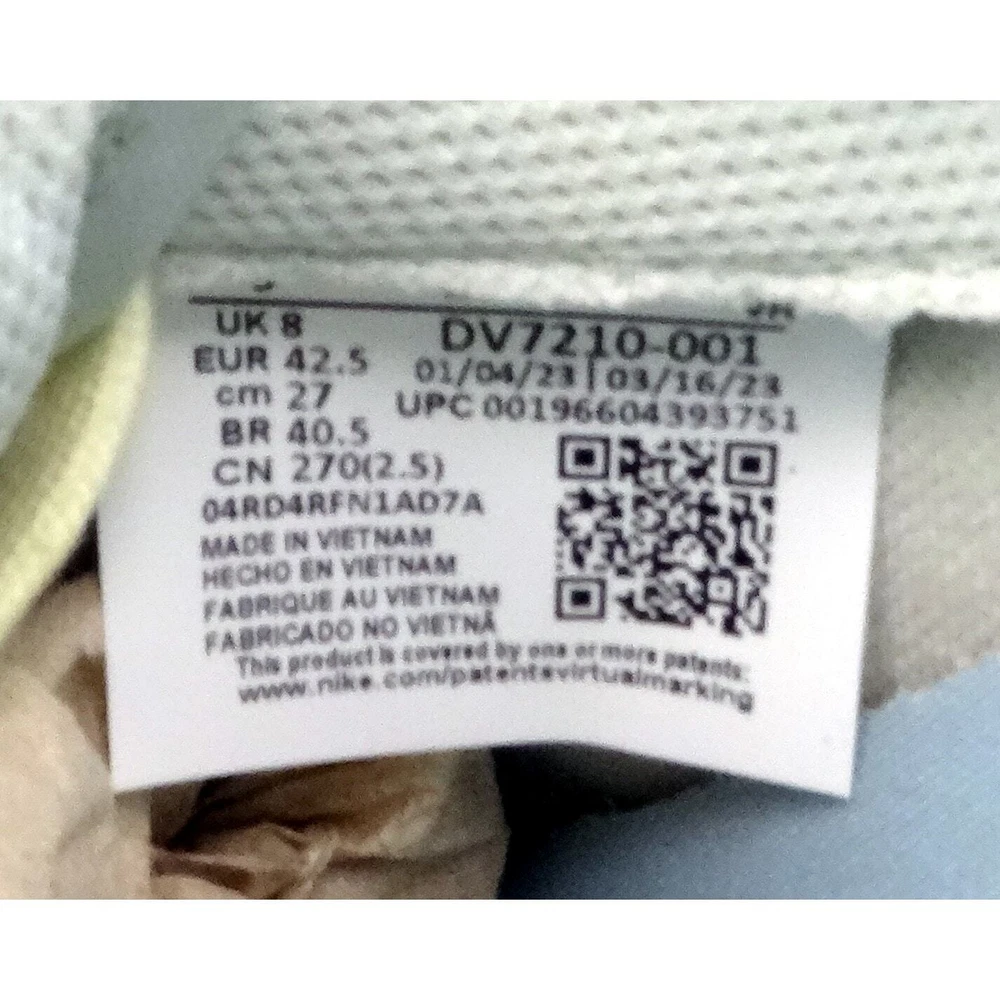 UK 8
EUR 42.5
cm 27
BR 40.5
CN 270(2.5)
04RD4RFN1AD7A
MADE IN VIETNAM
HECHO EN VIETNAM
FABRIQUE AU VIETNAM
FABRICADO NO VIETNÃ
DV7210-001
01/04/23 | 03/16/23
UPC 00196604393751
This product is covered by one or more patents:
www.nike.com/patentsvirtualmarking